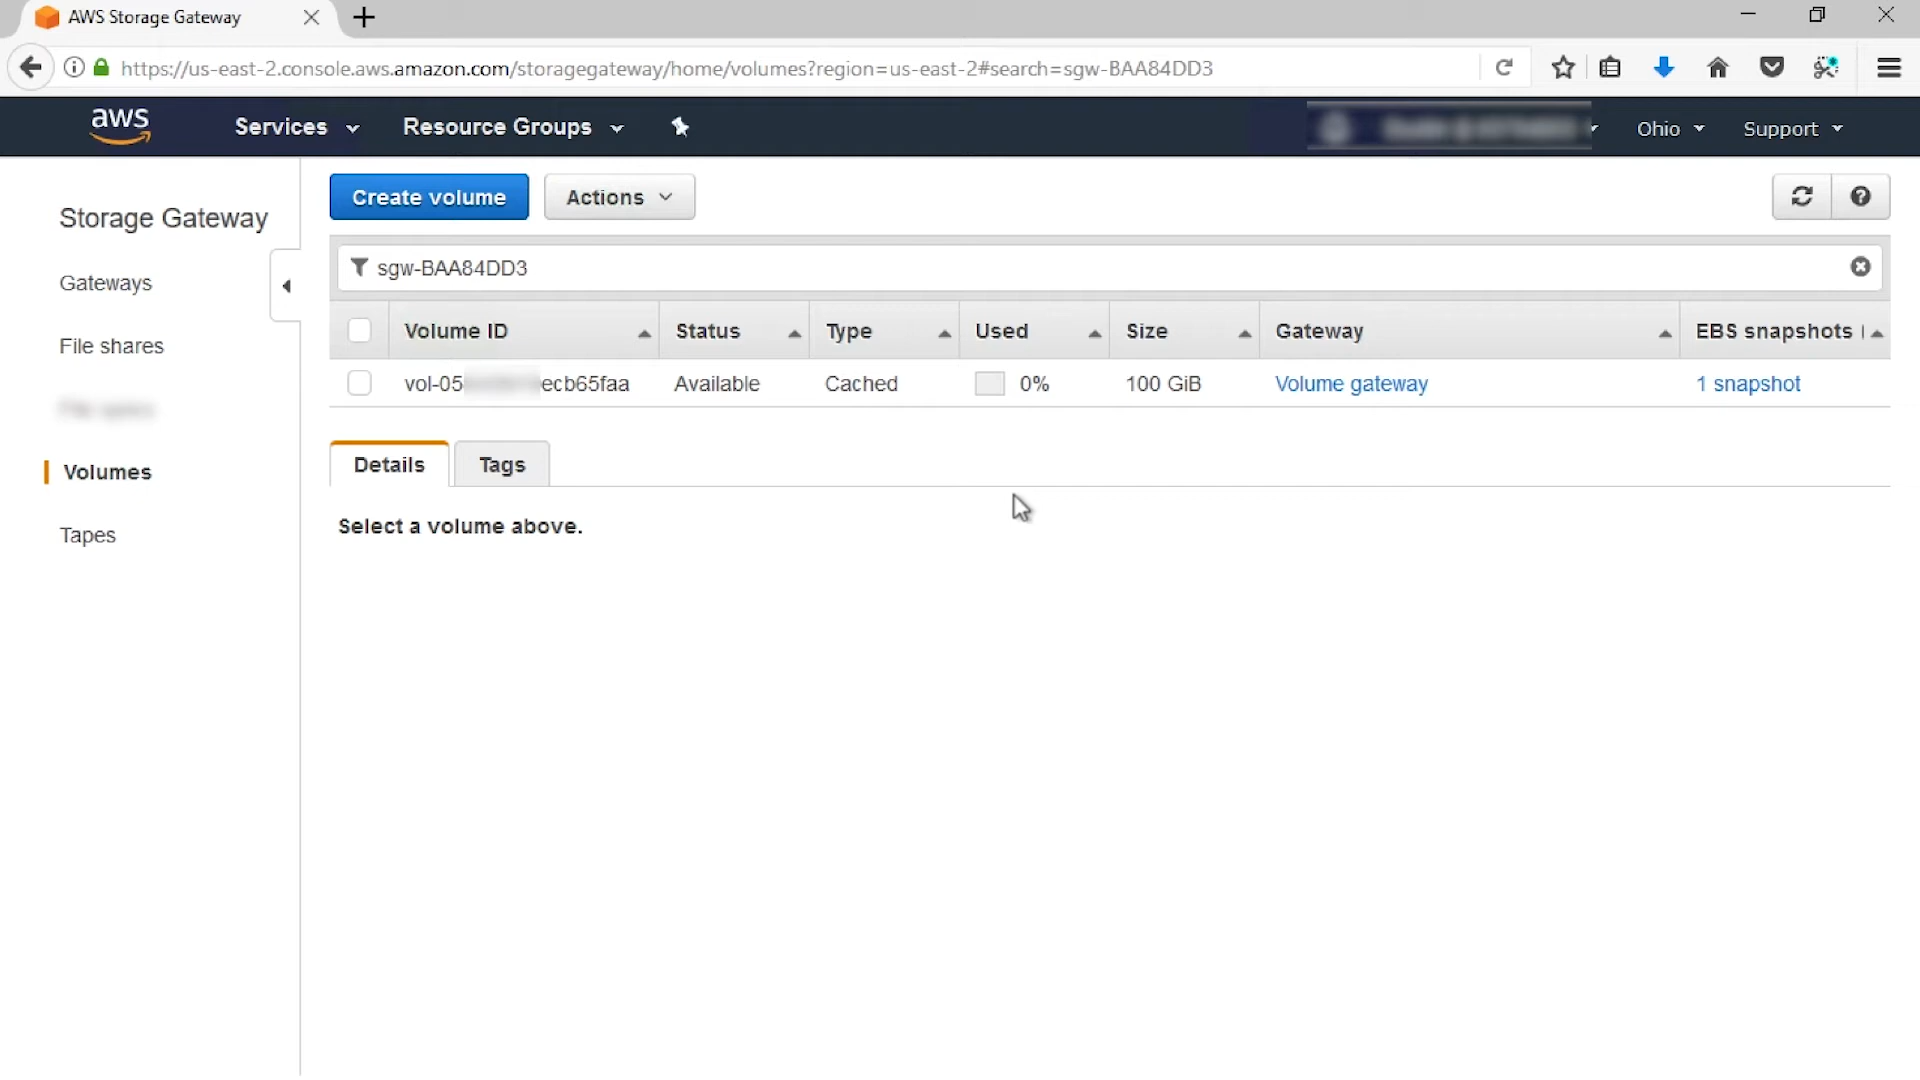 AWS Storage Gateway
https://us-east-2.console.aws.amazon.com/storagegateway/home/volumes?region=us-east-2#search=sgw-BAA84DD3
aws Services Resource Groups Ohio Support
Storage Gateway
Gateways
File shares
Volumes
Tapes
Create volume Actions
sgw-BAA84DD3
Volume ID Status Type Used Size Gateway EBS snapshots
vol-05 ecb65faa Available Cached 0% 100 GiB Volume gateway 1 snapshot
Details Tags
Select a volume above.